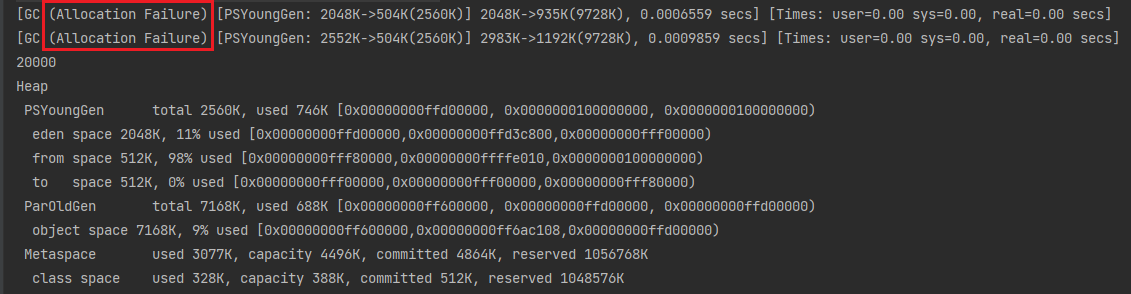 [GC (Allocation Failure) [PSYoungGen: 2048K->504K(2560K)] 2048K->935K(9728K), 0.0006559 secs] [Times: user=0.00 sys=0.00, real=0.00 secs]
[GC (Allocation Failure) [PSYoungGen: 2552K->504K(2560K)] 2983K->1192K(9728K), 0.0009859 secs] [Times: user=0.00 sys=0.00, real=0.00 secs]
20000
Heap
PSYoungGen total 2560K, used 746K [0x00000000ffd00000, 0x0000000100000000, 0x0000000100000000)
eden space 2048K, 11% used [0x00000000ffd00000,0x00000000ffd3c800,0x00000000fff00000)
from space 512K, 98% used [0x00000000fff80000,0x00000000ffffe010,0x0000000100000000)
to space 512K, 0% used [0x00000000fff00000,0x00000000fff00000,0x00000000fff80000)
ParOldGen total 7168K, used 688K [0x00000000ff600000, 0x00000000ffd00000, 0x00000000ffd00000)
object space 7168K, 9% used [0x00000000ff600000,0x00000000ff6ac108,0x00000000ffd00000)
Metaspace used 3077K, capacity 4496K, committed 4864K, reserved 1056768K
class space used 328K, capacity 388K, committed 512K, reserved 1048576K